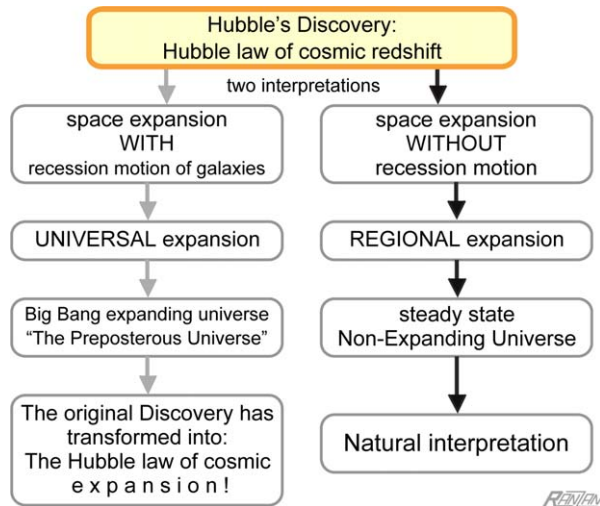 Hubble's Discovery:
Hubble law of cosmic redshift
two interpretations
space expansion
WITH
recession motion of galaxies
UNIVERSAL expansion
Big Bang expanding universe
“The Preposterous Universe”
The original Discovery has
transformed into:
The Hubble law of cosmic
e x p a n s i o n !
space expansion
WITHOUT
recession motion
REGIONAL expansion
steady state
Non-Expanding Universe
Natural interpretation
RANZAN